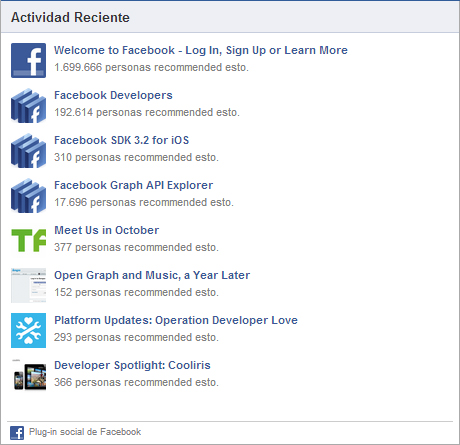 Actividad Reciente
Welcome to Facebook - Log In, Sign Up or Learn More
1.699.666 personas recommended esto.
Facebook Developers
192.614 personas recommended esto.
Facebook SDK 3.2 for iOS
310 personas recommended esto.
Facebook Graph API Explorer
17.696 personas recommended esto.
Meet Us in October
377 personas recommended esto.
Open Graph and Music, a Year Later
152 personas recommended esto.
Platform Updates: Operation Developer Love
293 personas recommended esto.
Developer Spotlight: Cooliris
366 personas recommended esto.
Plug-in social de Facebook